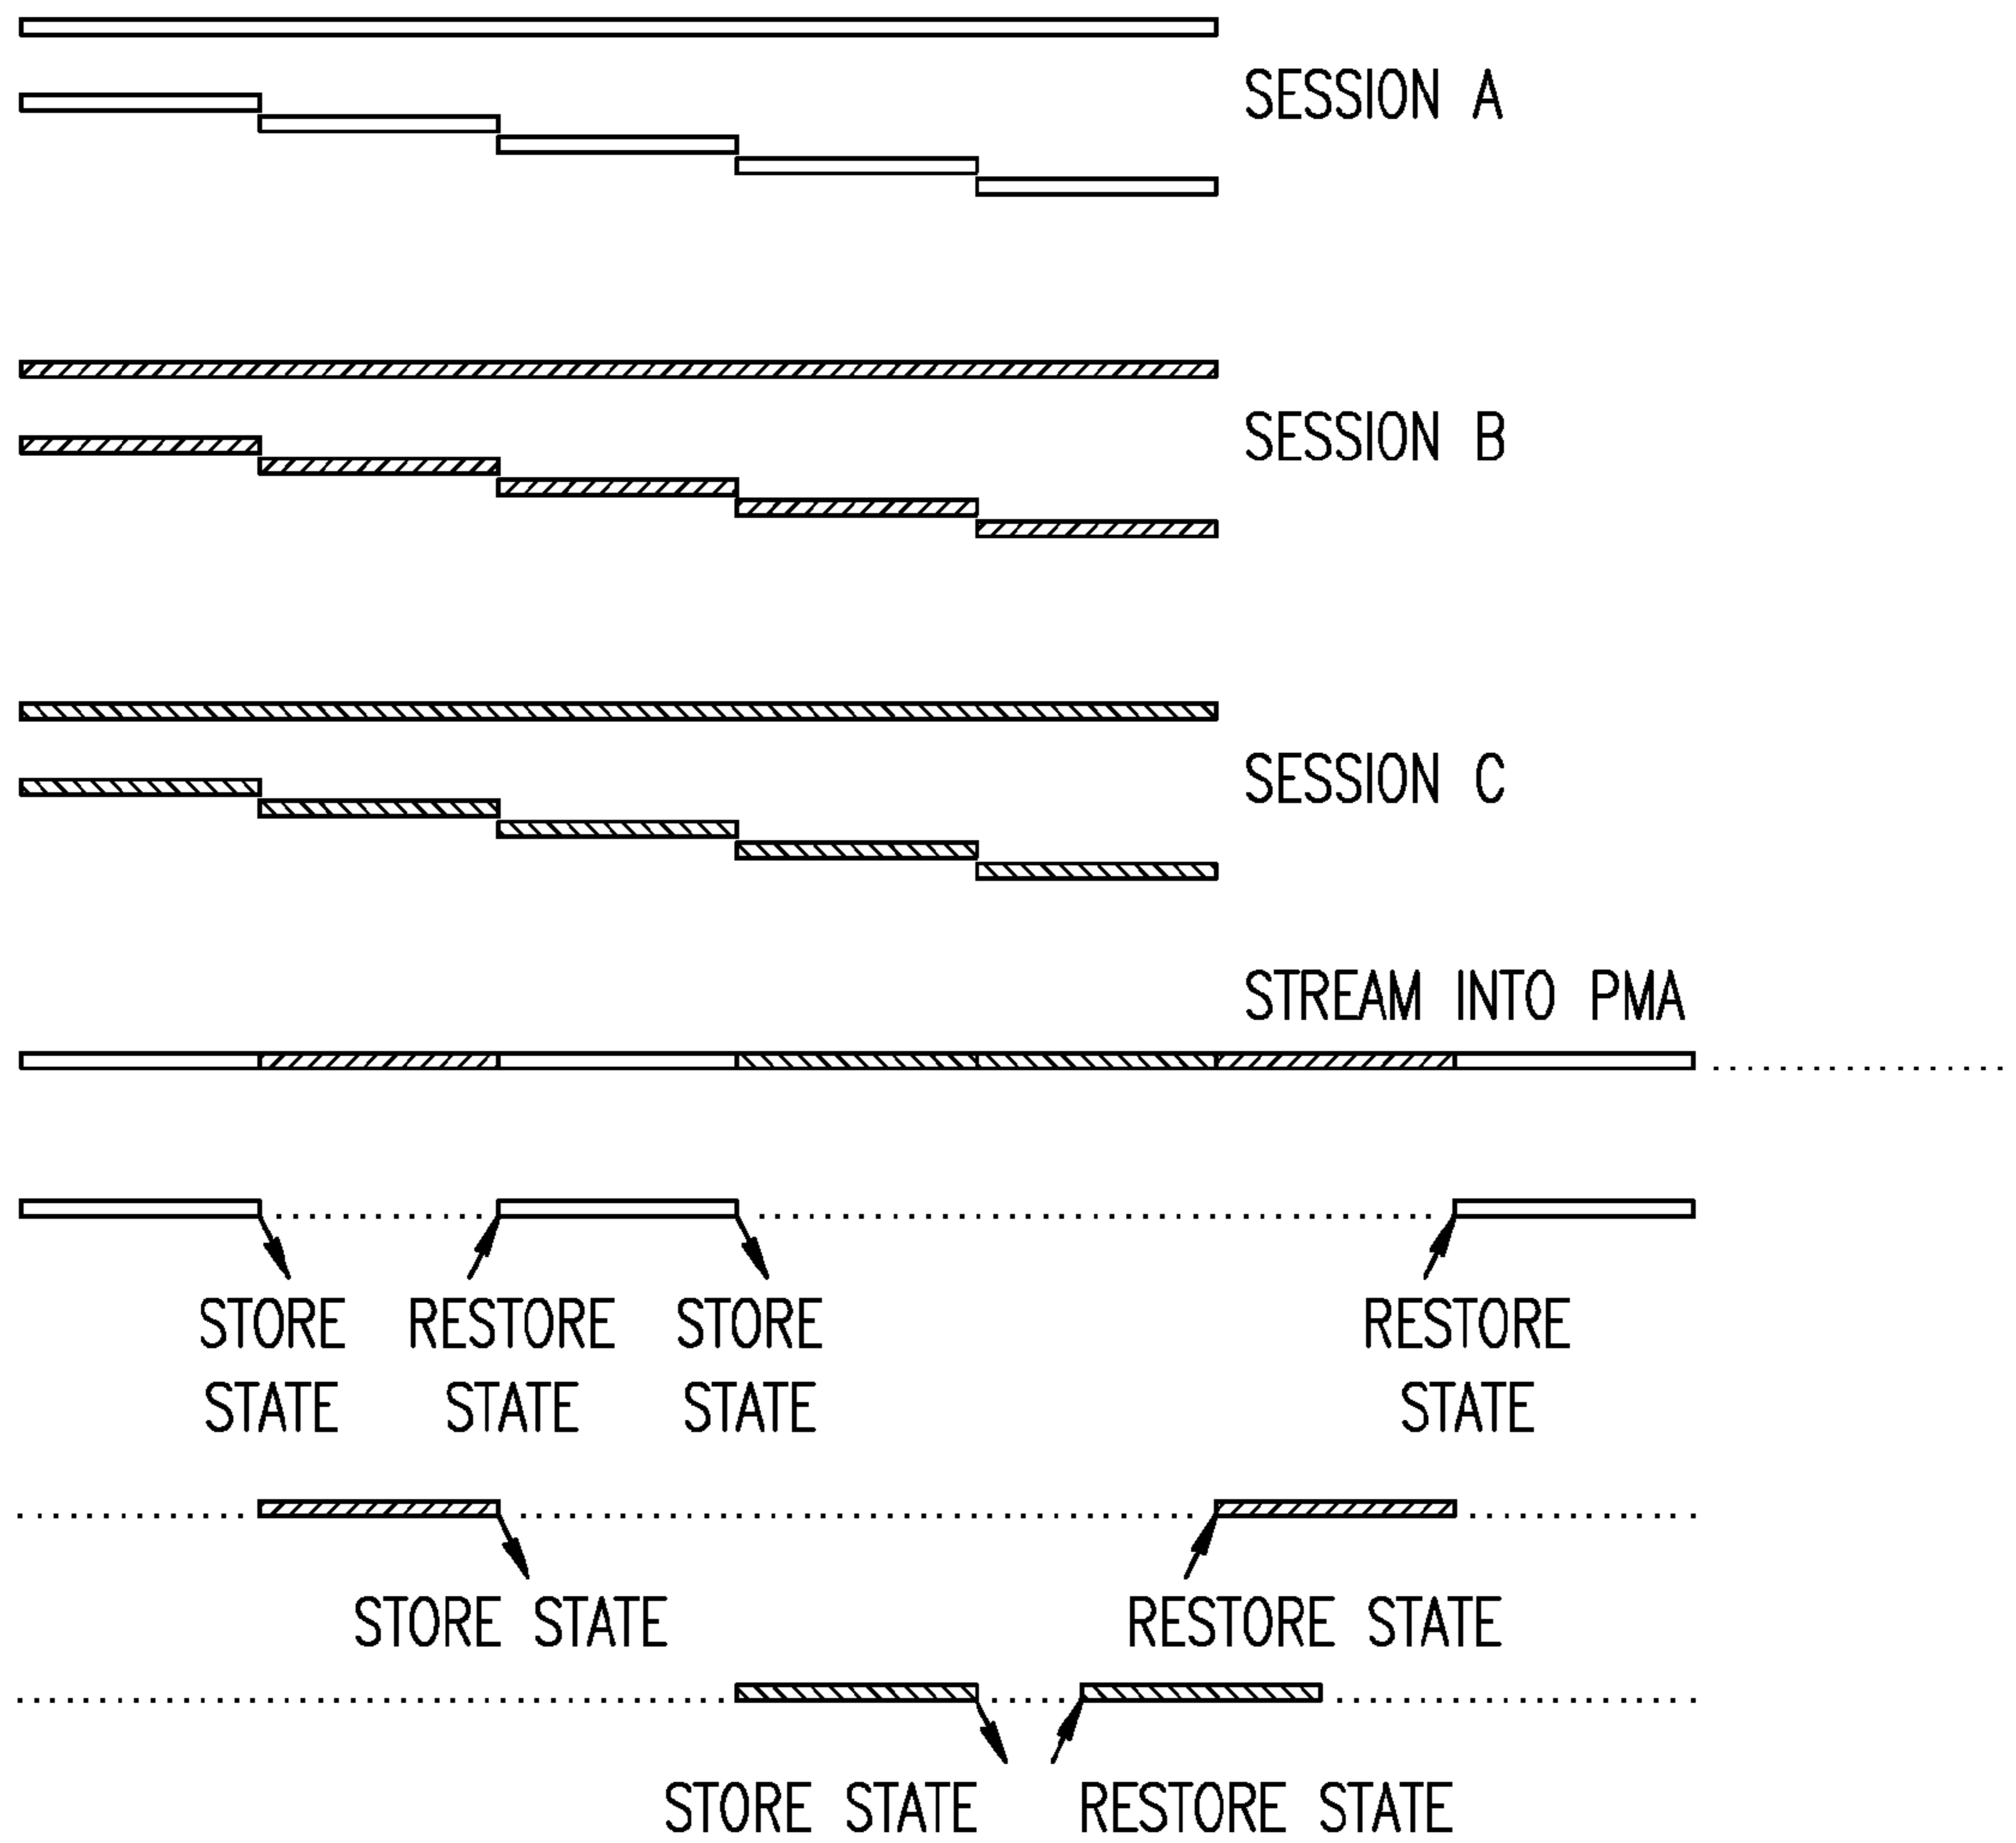 SESSION A
SESSION B
SESSION C
STREAM INTO PMA
STORE STATE
RESTORE STATE
STORE STATE
RESTORE STATE
STORE STATE
RESTORE STATE
STORE STATE
RESTORE STATE